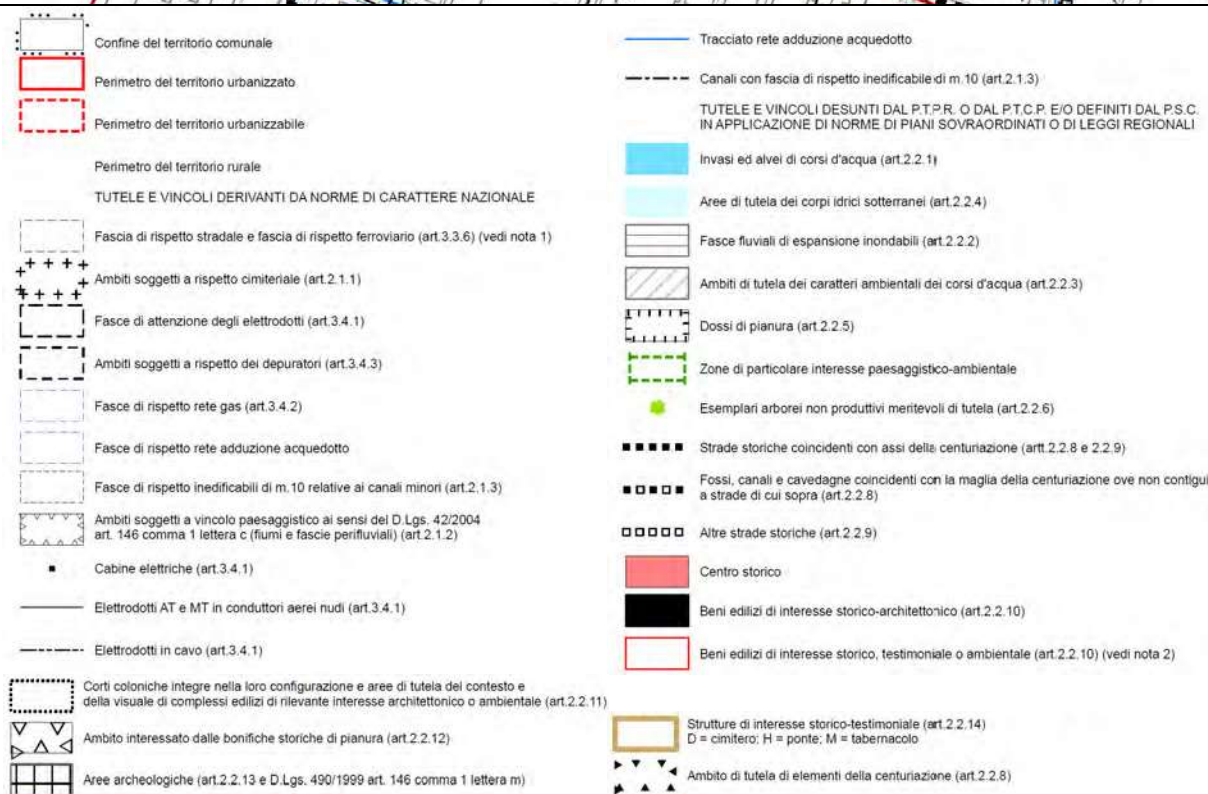 Confine del territorio comunale
Perimetro del territorio urbanizzato
Perimetro del territorio urbanizzabile
Perimetro del territorio rurale
TUTELE E VINCOLI DERIVANTI DA NORME DI CARATTERE NAZIONALE
Fascia di rispetto stradale e fascia di rispetto ferroviario (art.3.3.6) (vedi nota 1)
Ambiti soggetti a rispetto cimiteriale (art.2.1.1)
Fasce di attenzione degli elettrodotti (art.3.4.1)
Ambiti soggetti a rispetto dei depuratori (art.3.4.3)
Fasce di rispetto rete gas (art.3.4.2)
Fasce di rispetto rete adduzione acquedotto
Fasce di rispetto inedificabili di m.10 relative ai canali minori (art.2.1.3)
Ambiti soggetti a vincolo paesaggistico ai sensi del D.Lgs. 42/2004
art. 146 comma 1 lettera c (fiumi e fascie perifluviali) (art.2.1.2)
Cabine elettriche (art.3.4.1)
Elettrodotti AT e MT in conduttori aerei nudi (art.3.4.1)
Elettrodotti in cavo (art.3.4.1)
Corti coloniche integre nella loro configurazione e aree di tutela del contesto e
della visuale di complessi edilizi di rilevante interesse architettonico o ambientale (art.2.2.11)
Ambito interessato dalle bonifiche storiche di pianura (art.2.2.12)
Aree archeologiche (art.2.2.13 e D.Lgs. 490/1999 art. 146 comma 1 lettera m)
Tracciato rete adduzione acquedotto
Canali con fascia di rispetto inedificabile di m.10 (art.2.1.3)
TUTELE E VINCOLI DESUNTI DAL P.T.P.R. O DAL P.T.C.P. E/O DEFINITI DAL P.S.C.
IN APPLICAZIONE DI NORME DI PIANI SOVRAORDINATI O DI LEGGI REGIONALI
Invasi ed alvei di corsi d'acqua (art.2.2.1)
Aree di tutela dei corpi idrici sotterranei (art.2.2.4)
Fasce fluviali di espansione inondabili (art.2.2.2)
Ambiti di tutela dei caratteri ambientali dei corsi d'acqua (art.2.2.3)
Dossi di pianura (art.2.2.5)
Zone di particolare interesse paesaggistico-ambientale
Esemplari arborei non produttivi meritevoli di tutela (art.2.2.6)
Strade storiche coincidenti con assi della centuriazione (artt.2.2.8 e 2.2.9)
Fossi, canali e cavedagne coincidenti con la maglia della centuriazione ove non contigui
a strade di cui sopra (art.2.2.8)
Altre strade storiche (art.2.2.9)
Centro storico
Beni edilizi di interesse storico-architettonico (art.2.2.10)
Beni edilizi di interesse storico, testimoniale o ambientale (art.2.2.10) (vedi nota 2)
Strutture di interesse storico-testimoniale (art.2.2.14)
D = cimitero; H = ponte; M = tabernacolo
Ambito di tutela di elementi della centuriazione (art.2.2.8)